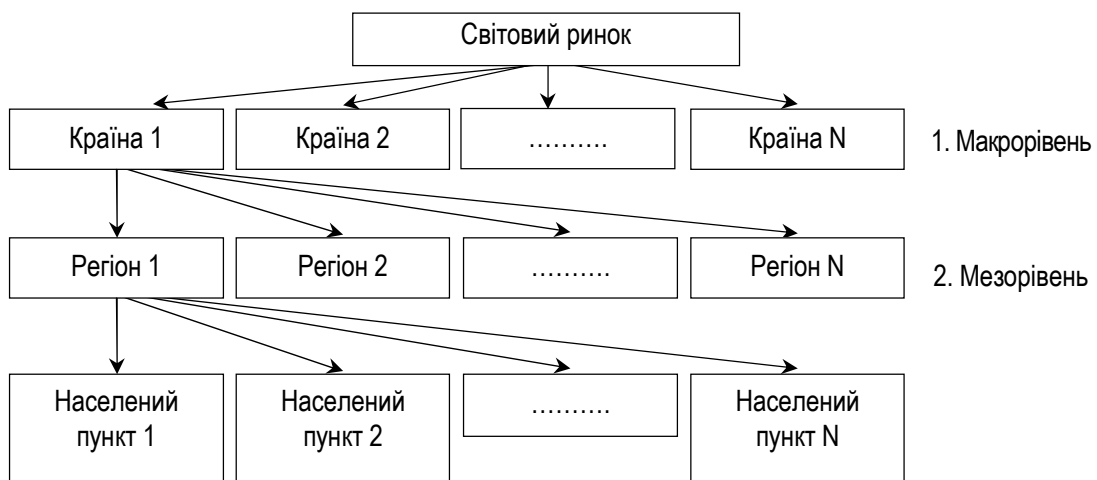 Світовий ринок
Країна 1
Країна 2
……….
Країна N
1. Макрорівень
Регіон 1
Регіон 2
……….
Регіон N
2. Мезорівень
Населений
пункт 1
Населений
пункт 2
……….
Населений
пункт N